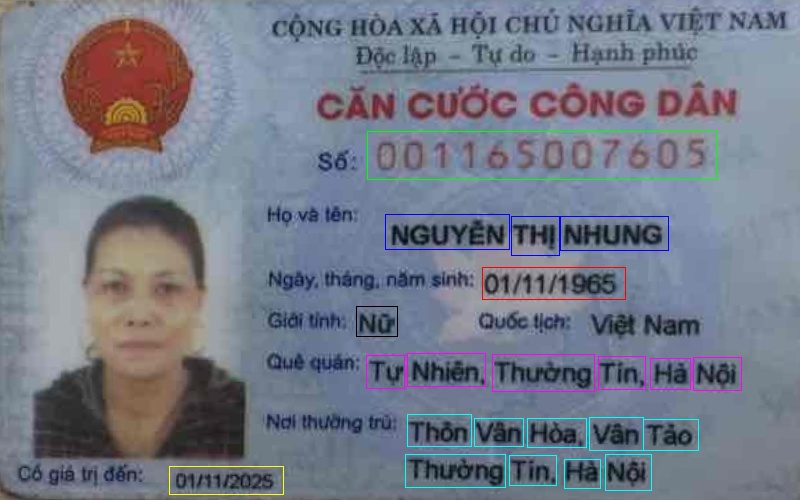 CỘNG HÒA XÃ HỘI CHỦ NGHĨA VIỆT NAM
Độc lập - Tự do - Hạnh phúc
CĂN CƯỚC CÔNG DÂN
Số: 001165007605
Họ và tên: NGUYỄN THỊ NHUNG
Ngày, tháng, năm sinh: 01/11/1965
Giới tính: Nữ Quốc tịch: Việt Nam
Quê quán: Tự Nhiên, Thường Tín, Hà Nội
Nơi thường trú: Thôn Vân Hòa, Vân Tảo
Thường Tín, Hà Nội
Có giá trị đến: 01/11/2025